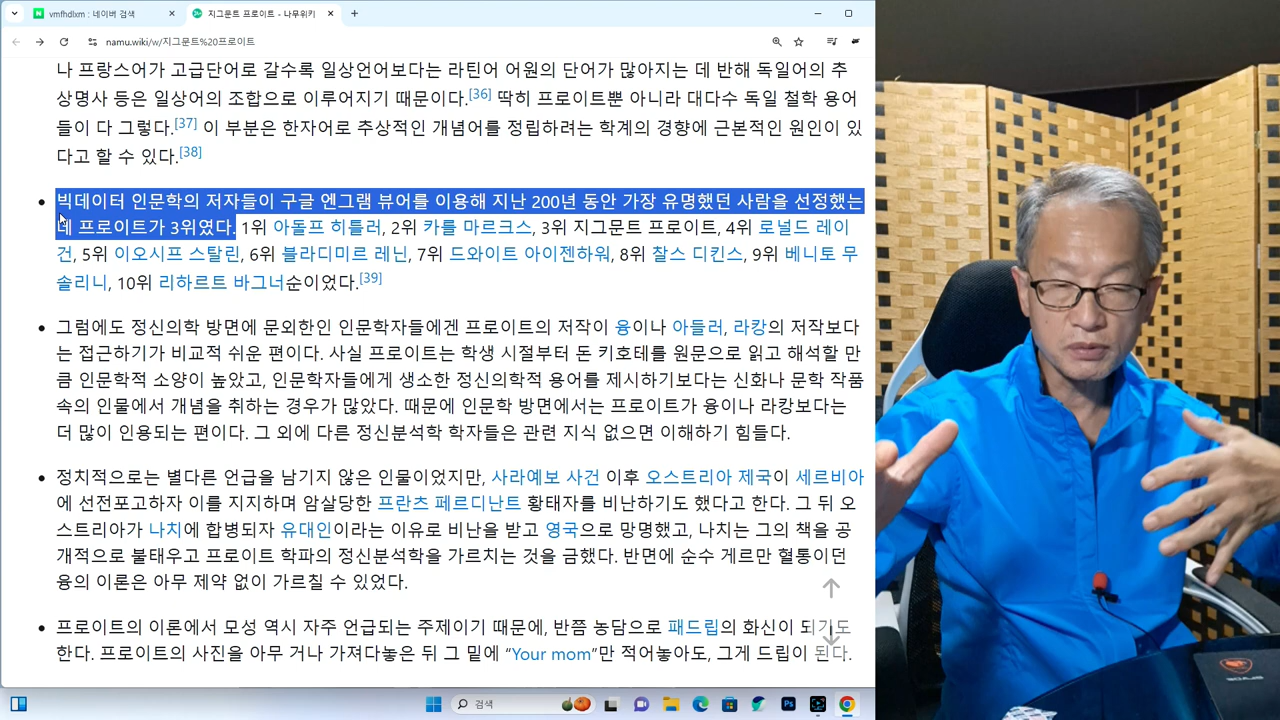 vmfhdlxm : 네이버 검색
지그문트 프로이트 - 나무위키
namu.wiki/w/지그문트%20프로이트
나 프랑스어가 고급단어로 갈수록 일상언어보다는 라틴어 어원의 단어가 많아지는 데 반해 독일어의 추
상명사 등은 일상어의 조합으로 이루어지기 때문이다.[36] 딱히 프로이트뿐 아니라 대다수 독일 철학 용어
들이 다 그렇다.[37] 이 부분은 한자어로 추상적인 개념어를 정립하려는 학계의 경향에 근본적인 원인이 있
다고 할 수 있다.[38]
빅데이터 인문학의 저자들이 구글 엔그램 뷰어를 이용해 지난 200년 동안 가장 유명했던 사람을 선정했는
데 프로이트가 3위였다. 1위 아돌프 히틀러, 2위 카를 마르크스, 3위 지그문트 프로이트, 4위 로널드 레이
건, 5위 이오시프 스탈린, 6위 블라디미르 레닌, 7위 드와이트 아이젠하워, 8위 찰스 디킨스, 9위 베니토 무
솔리니, 10위 리하르트 바그너순이었다.[39]
그럼에도 정신의학 방면에 문외한인 인문학자들에겐 프로이트의 저작이 융이나 아들러, 라캉의 저작보다
는 접근하기가 비교적 쉬운 편이다. 사실 프로이트는 학생 시절부터 돈 키호테를 원문으로 읽고 해석할 만
큼 인문학적 소양이 높았고, 인문학자들에게 생소한 정신의학적 용어를 제시하기보다는 신화나 문학 작품
속의 인물에서 개념을 취하는 경우가 많았다. 때문에 인문학 방면에서는 프로이트가 융이나 라캉보다는
더 많이 인용되는 편이다. 그 외에 다른 정신분석학 학자들은 관련 지식 없으면 이해하기 힘들다.
정치적으로는 별다른 언급을 남기지 않은 인물이었지만, 사라예보 사건 이후 오스트리아 제국이 세르비아
에 선전포고하자 이를 지지하며 암살당한 프란츠 페르디난트 황태자를 비난하기도 했다고 한다. 그 뒤 오
스트리아가 나치에 합병되자 유대인이라는 이유로 비난을 받고 영국으로 망명했고, 나치는 그의 책을 공
개적으로 불태우고 프로이트 학파의 정신분석학을 가르치는 것을 금했다. 반면에 순수 게르만 혈통이던
융의 이론은 아무 제약 없이 가르칠 수 있었다.
프로이트의 이론에서 모성 역시 자주 언급되는 주제이기 때문에, 반쯤 농담으로 패드립의 화신이 되기도
한다. 프로이트의 사진을 아무 거나 가져다놓은 뒤 그 밑에 “Your mom”만 적어놓아도, 그게 드립이 된다.
검색
Ps